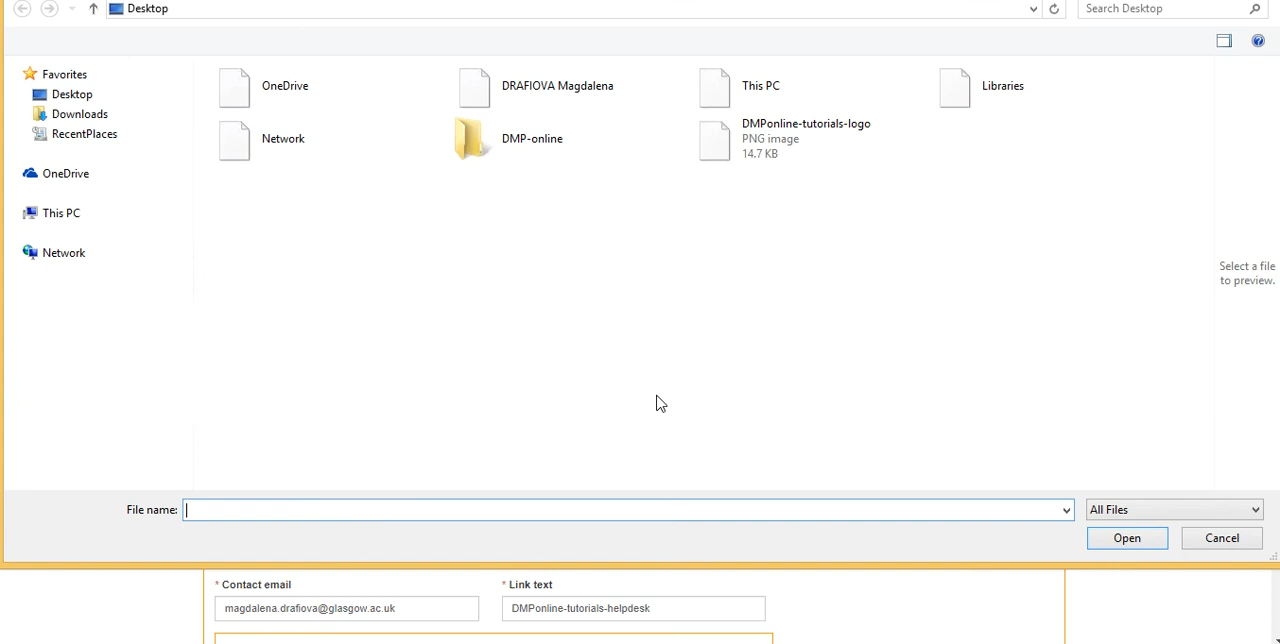 Desktop
Search Desktop
Favorites
Desktop
Downloads
RecentPlaces
OneDrive
This PC
Network
OneDrive
DRAFIOVA Magdalena
This PC
Libraries
Network
DMP-online
DMPonline-tutorials-logo
PNG image
14.7 KB
Select a file
to preview.
File name:
All Files
Open
Cancel
* Contact email
* Link text
magdalena.drafiova@glasgow.ac.uk
DMPonline-tutorials-helpdesk